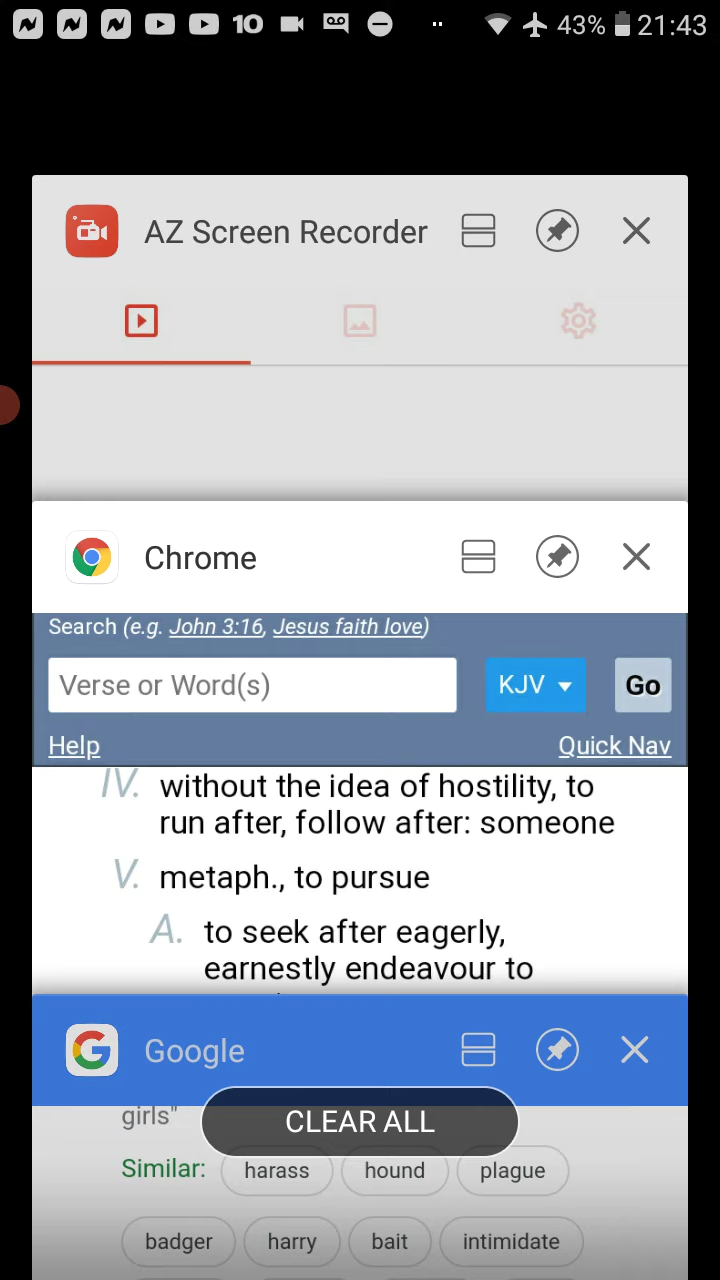 10 43% 21:43
AZ Screen Recorder
Chrome
Search (e.g. John 3:16, Jesus faith love)
Verse or Word(s) KJV Go
Help Quick Nav
IV. without the idea of hostility, to
run after, follow after: someone
V. metaph., to pursue
A. to seek after eagerly,
earnestly endeavour to
Google
girls"
CLEAR ALL
Similar: harass hound plague
badger harry bait intimidate